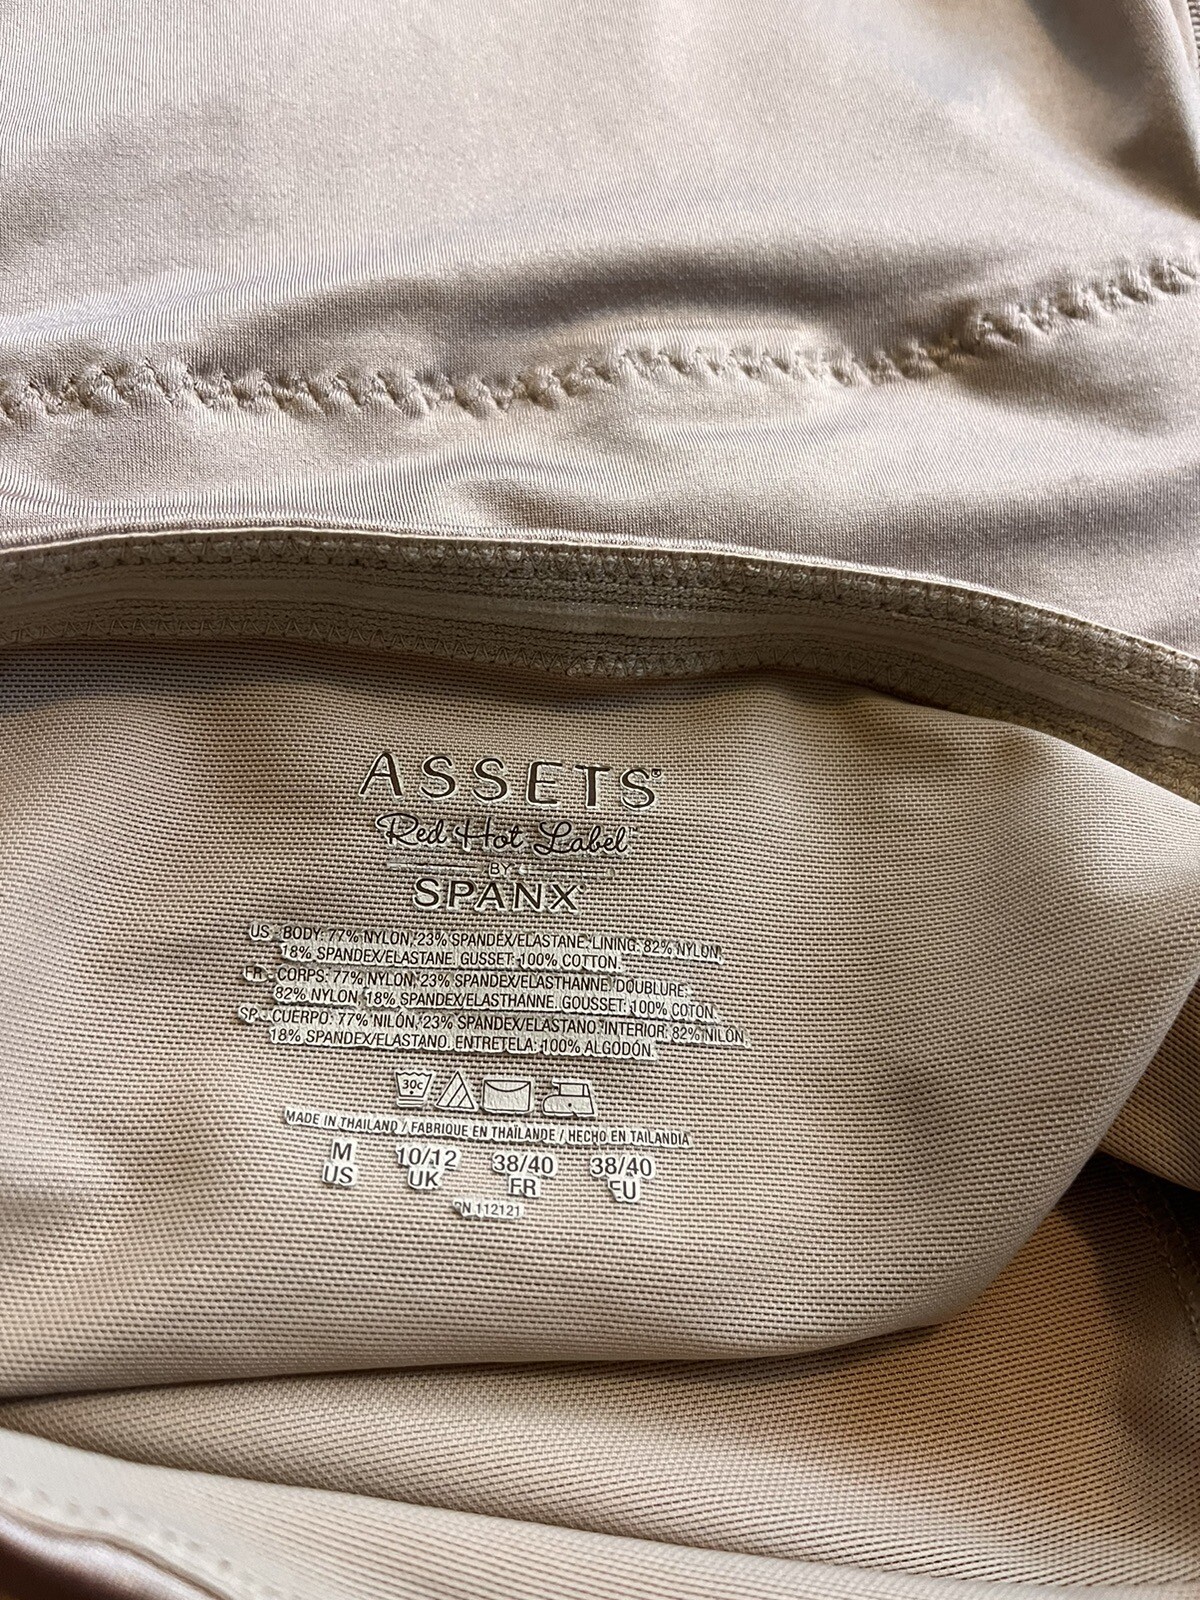 ASSETS®
Red Hot Label™
BY
SPANX®
US - BODY: 77% NYLON, 23% SPANDEX/ELASTANE. LINING: 82% NYLON,
18% SPANDEX/ELASTANE. GUSSET: 100% COTTON.
FR - CORPS: 77% NYLON, 23% SPANDEX/ELASTHANNE. DOUBLURE:
82% NYLON, 18% SPANDEX/ELASTHANNE. GOUSSET: 100% COTON.
SP - CUERPO: 77% NILÓN, 23% SPANDEX/ELASTANO. INTERIOR: 82% NILÓN,
18% SPANDEX/ELASTANO. ENTRETELA: 100% ALGODÓN.
30C
MADE IN THAILAND / FABRIQUE EN THAÏLANDE / HECHO EN TAILANDIA
M 10/12 38/40 38/40
US UK FR EU
RN 112121